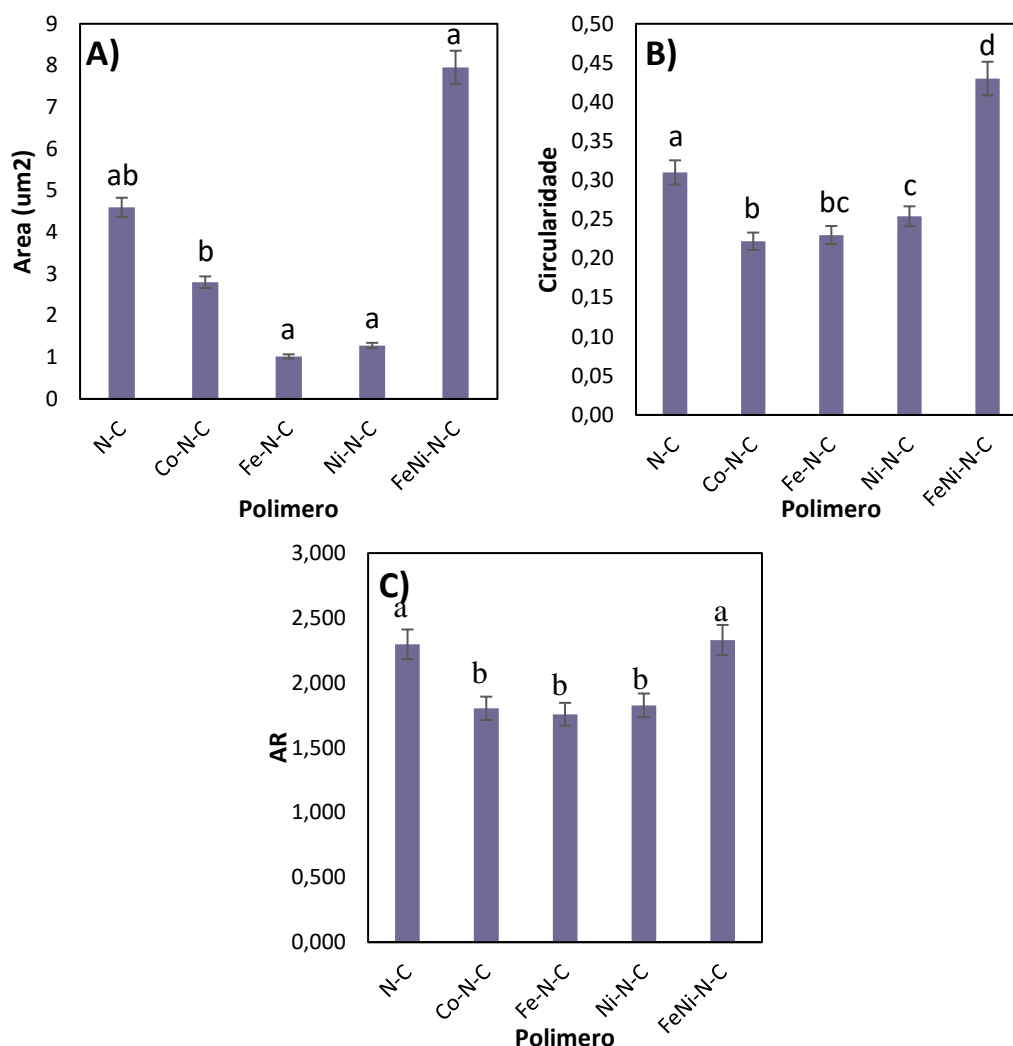 A)
Area (um2)
9
8
7
6
5
4
3
2
1
0
ab
b
a
a
a
N-C
Co-N-C
Fe-N-C
Ni-N-C
FeNi-N-C
Polimero
B)
Circularidade
0,50
0,45
0,40
0,35
0,30
0,25
0,20
0,15
0,10
0,05
0,00
a
b
bc
c
d
N-C
Co-N-C
Fe-N-C
Ni-N-C
FeNi-N-C
Polimero
C)
AR
3,000
2,500
2,000
1,500
1,000
0,500
0,000
a
b
b
b
a
N-C
Co-N-C
Fe-N-C
Ni-N-C
FeNi-N-C
Polimero